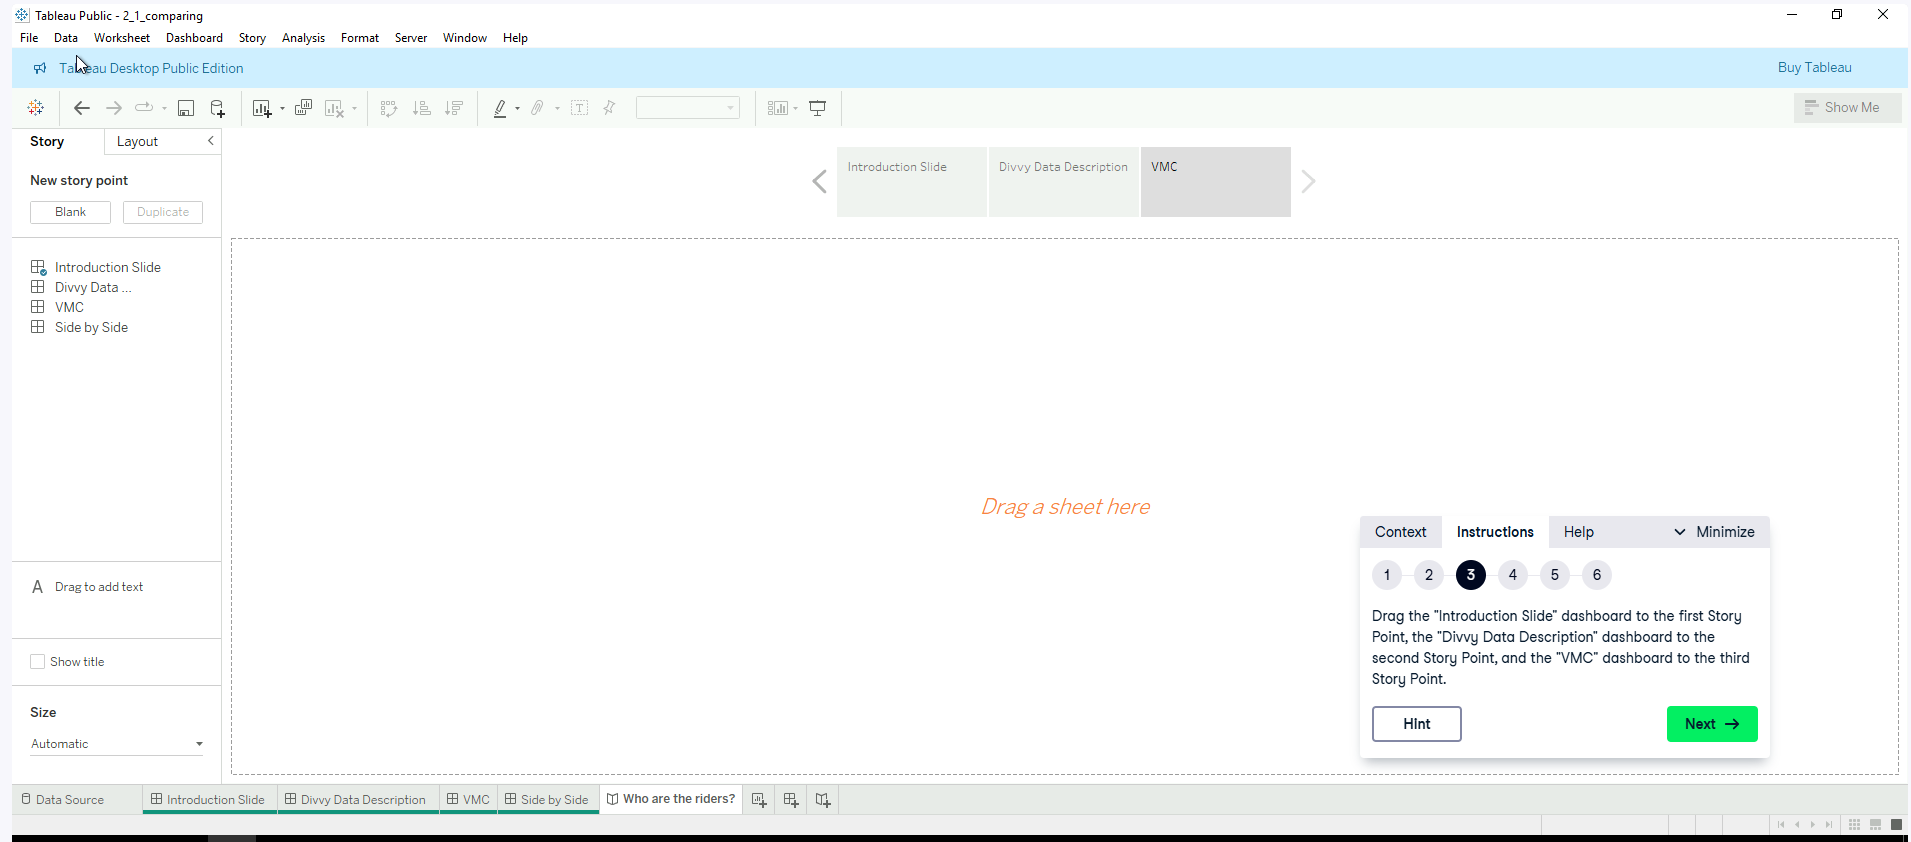 Tableau Public - 2_1_comparing
File Data Worksheet Dashboard Story Analysis Format Server Window Help
Tableau Desktop Public Edition
Buy Tableau
Show Me
Story Layout
New story point
Blank Duplicate
Introduction Slide Divvy Data Description VMC
Introduction Slide
Divvy Data ...
VMC
Side by Side
Drag a sheet here
A Drag to add text
Show title
Size
Automatic
Context Instructions Help Minimize
1 2 3 4 5 6
Drag the "Introduction Slide" dashboard to the first Story
Point, the "Divvy Data Description" dashboard to the
second Story Point, and the "VMC" dashboard to the third
Story Point.
Hint Next
Data Source Introduction Slide Divvy Data Description VMC Side by Side Who are the riders?